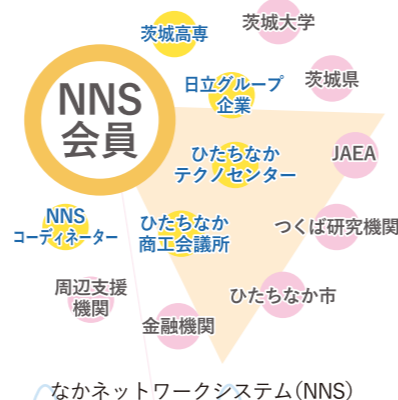 茨城大学
茨城高専
茨城県
日立グループ
企業
NNS
会員
ひたちなか
テクノセンター
JAEA
NNS
コーディネーター
ひたちなか
商工会議所
つくば研究機関
周辺支援
機関
ひたちなか市
金融機関
なかネットワークシステム(NNS)